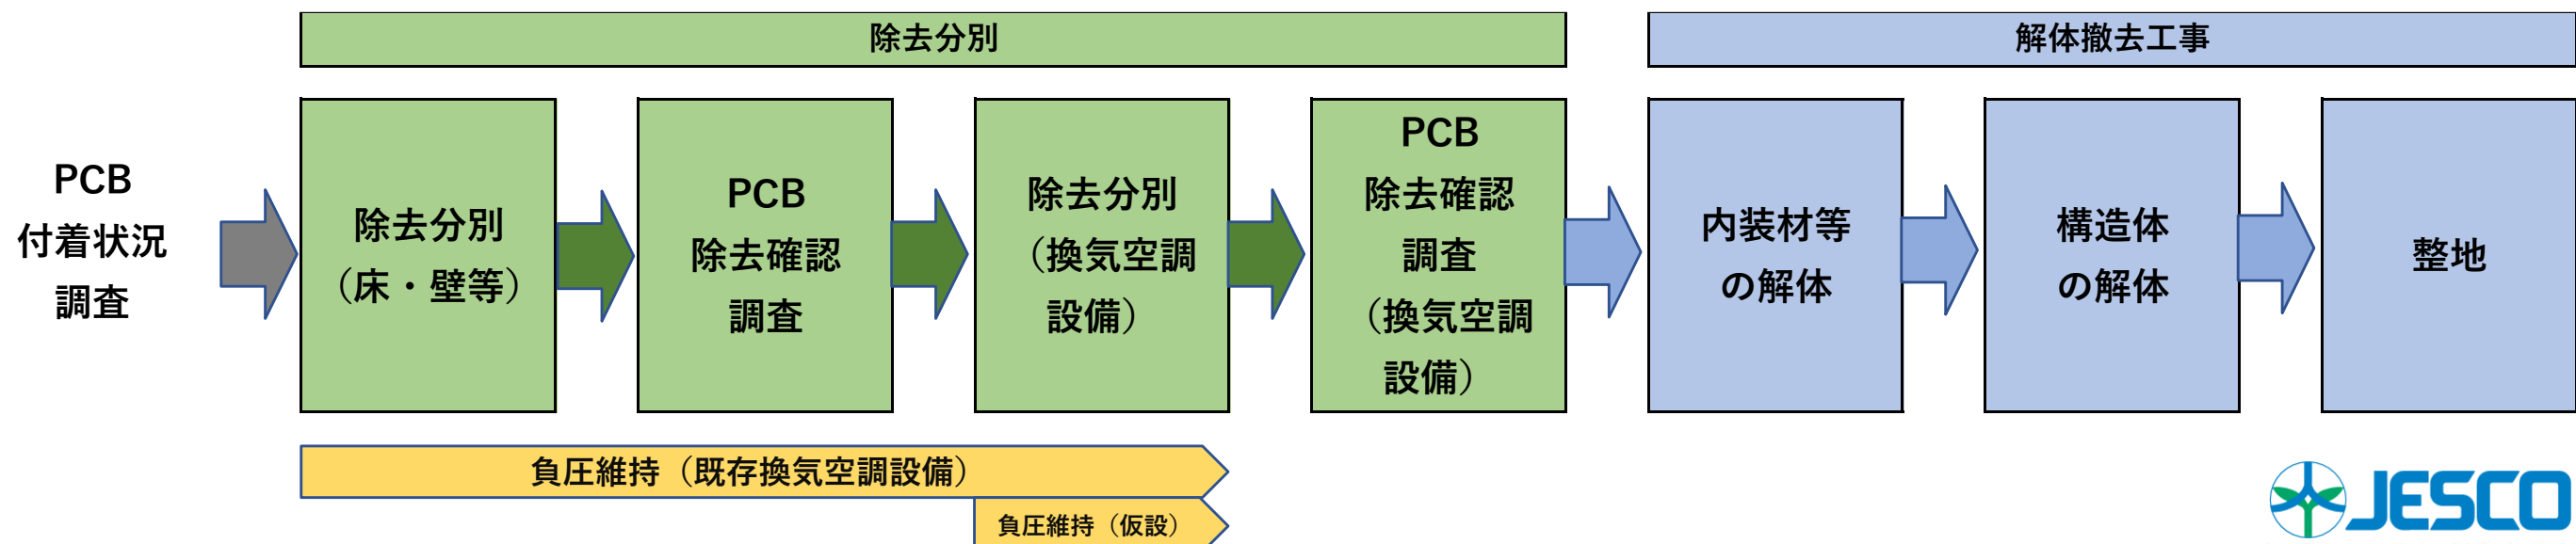 除去分別
解体撤去工事
PCB
付着状況
調査
除去分別
（床・壁等）
PCB
除去確認
調査
除去分別
（換気空調
設備）
PCB
除去確認
調査
（換気空調
設備）
内装材等
の解体
構造体
の解体
整地
負圧維持（既存換気空調設備）
負圧維持（仮設）
JESCO